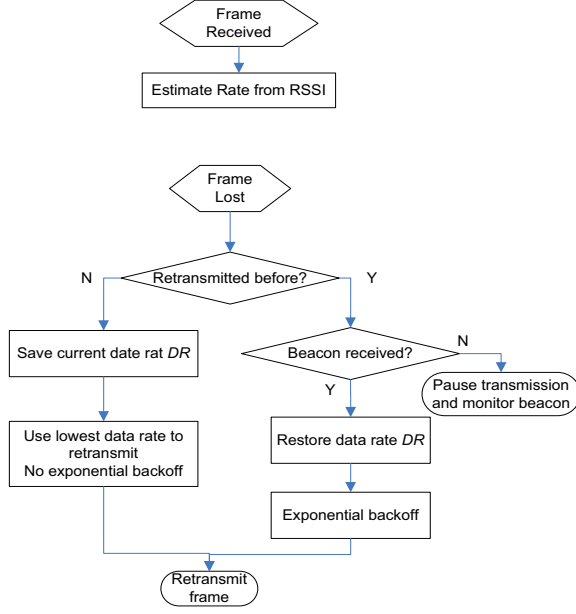 Frame
Received
Estimate Rate from RSSI
Frame
Lost
Retransmitted before?
N
Y
Save current date rat DR
Beacon received?
N
Y
Pause transmission
and monitor beacon
Use lowest data rate to
retransmit
No exponential backoff
Restore data rate DR
Exponential backoff
Retransmit
frame